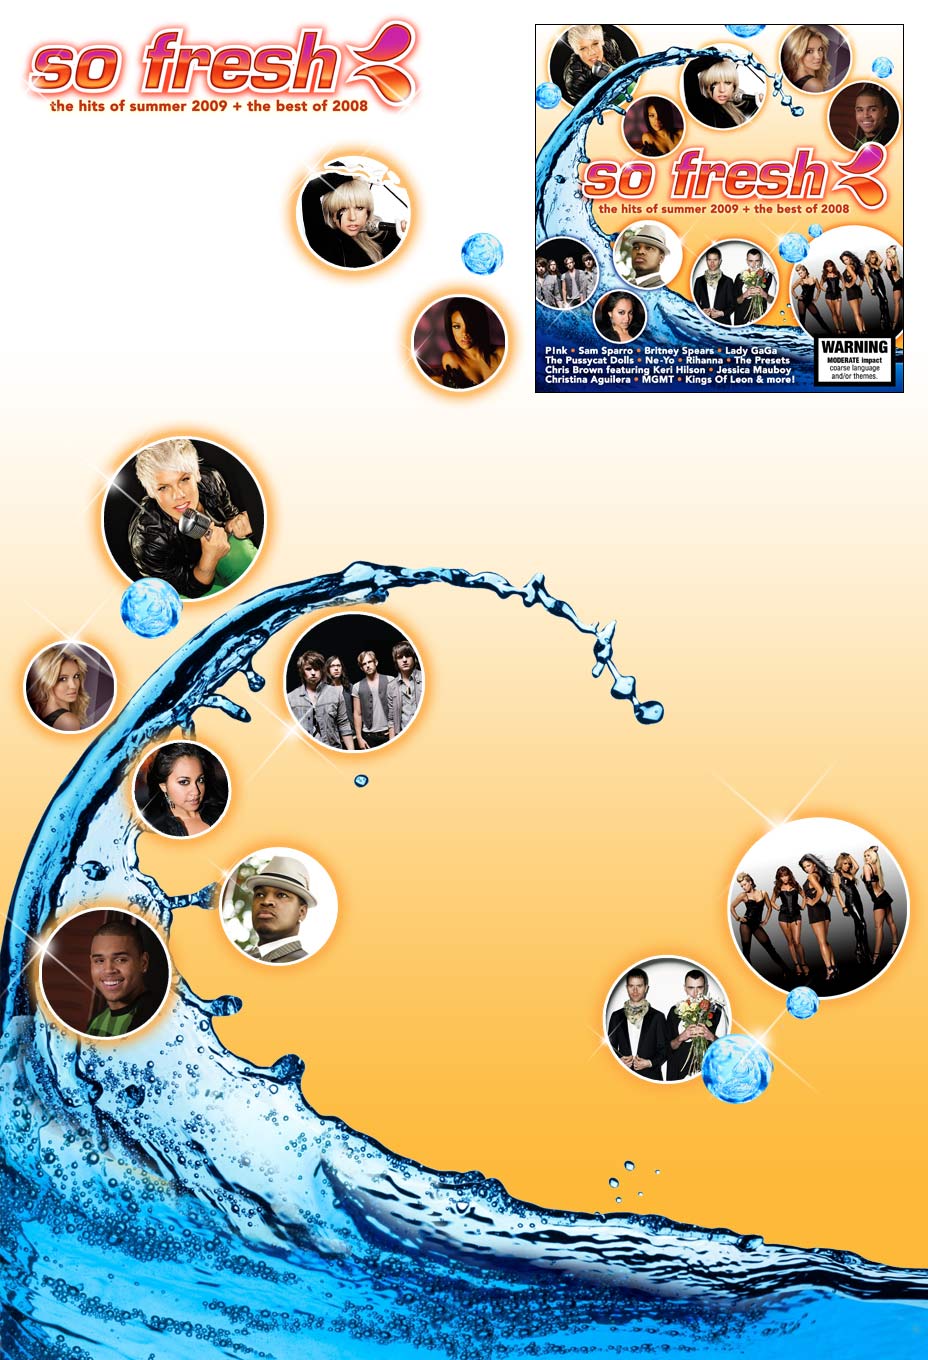 so fresh
the hits of summer 2009 + the best of 2008
so fresh
the hits of summer 2009 + the best of 2008
P!nk • Sam Sparro • Britney Spears • Lady GaGa
The Pussycat Dolls • Ne-Yo • Rihanna • The Presets
Chris Brown featuring Keri Hilson • Jessica Mauboy
Christina Aguilera • MGMT • Kings Of Leon & more!
WARNING
MODERATE impact
coarse language
and/or themes.